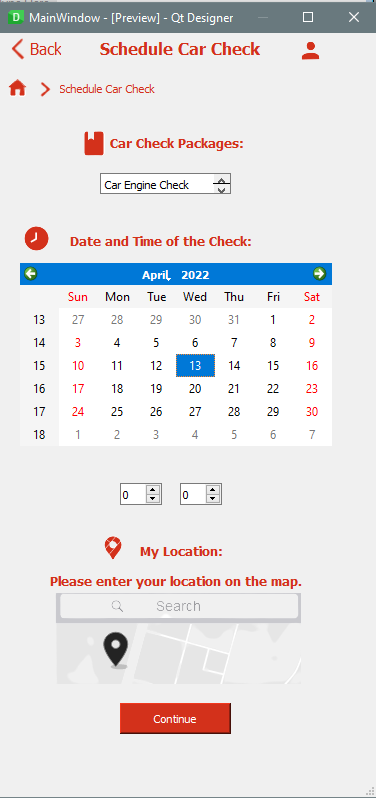 MainWindow - [Preview] - Qt Designer
Back Schedule Car Check
Schedule Car Check
Car Check Packages:
Car Engine Check
Date and Time of the Check:
April, 2022
Sun Mon Tue Wed Thu Fri Sat
13 27 28 29 30 31 1 2
14 3 4 5 6 7 8 9
15 10 11 12 13 14 15 16
16 17 18 19 20 21 22 23
17 24 25 26 27 28 29 30
18 1 2 3 4 5 6 7
0 0
My Location:
Please enter your location on the map.
Search
Continue